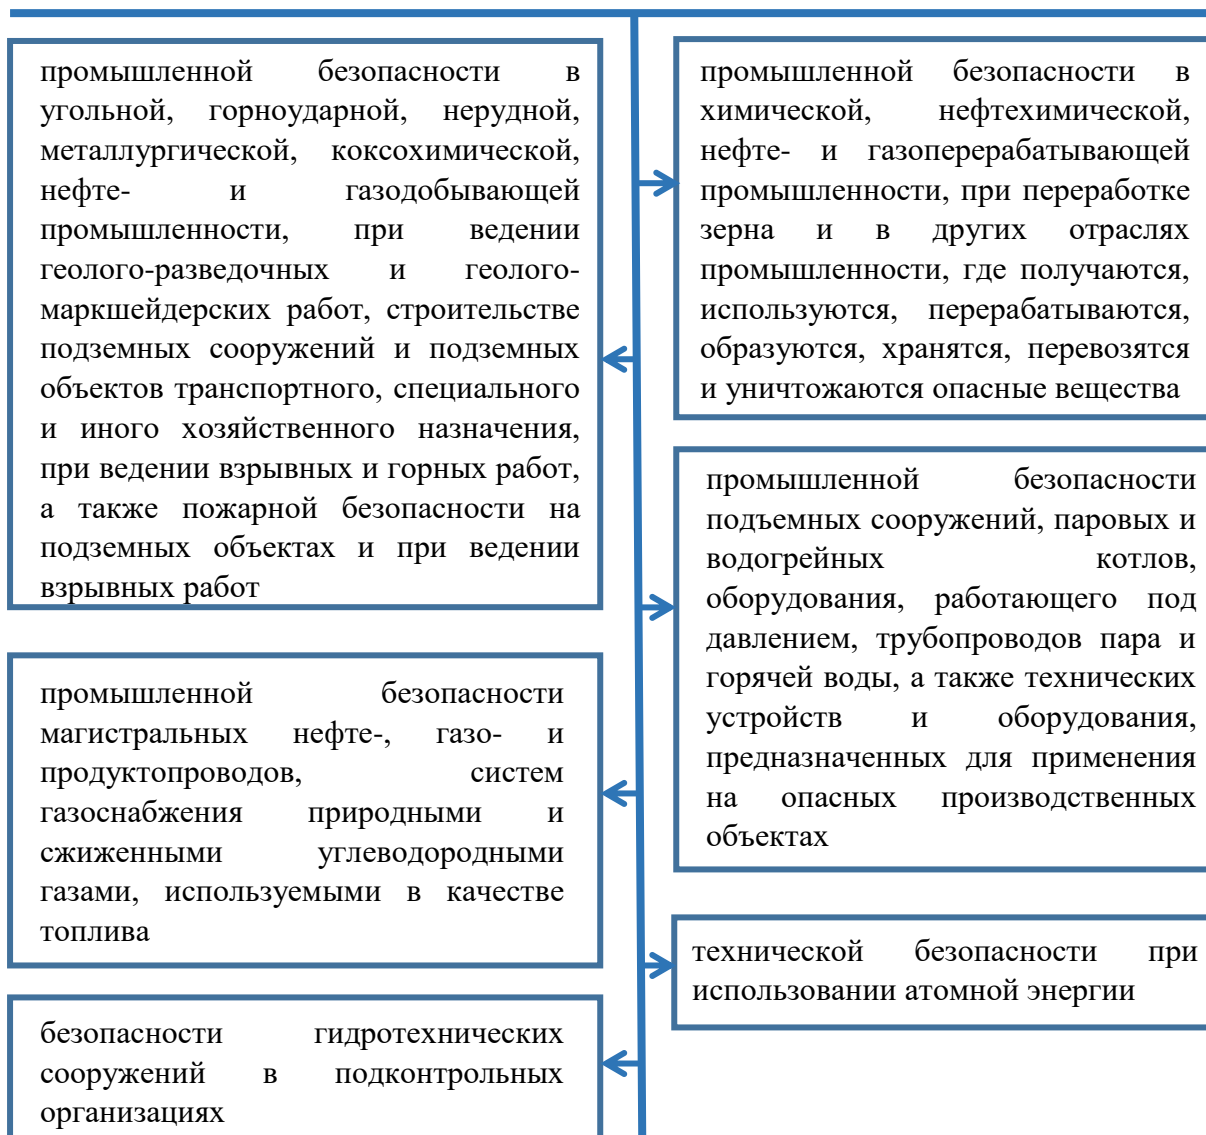 промышленной безопасности в
угольной, горноударной, нерудной,
металлургической, коксохимической,
нефте- и газодобывающей
промышленности, при ведении
геолого-разведочных и геолого-
маркшейдерских работ, строительстве
подземных сооружений и подземных
объектов транспортного, специального
и иного хозяйственного назначения,
при ведении взрывных и горных работ,
а также пожарной безопасности на
подземных объектах и при ведении
взрывных работ
промышленной безопасности в
химической, нефтехимической,
нефте- и газоперерабатывающей
промышленности, при переработке
зерна и в других отраслях
промышленности, где получаются,
используются, перерабатываются,
образуются, хранятся, перевозятся
и уничтожаются опасные вещества
промышленной безопасности
подъемных сооружений, паровых и
водогрейных котлов,
оборудования, работающего под
давлением, трубопроводов пара и
горячей воды, а также технических
устройств и оборудования,
предназначенных для применения
на опасных производственных
объектах
промышленной безопасности
магистральных нефте-, газо- и
продуктопроводов, систем
газоснабжения природными и
сжиженными углеводородными
газами, используемыми в качестве
топлива
технической безопасности при
использовании атомной энергии
безопасности гидротехнических
сооружений в подконтрольных
организациях